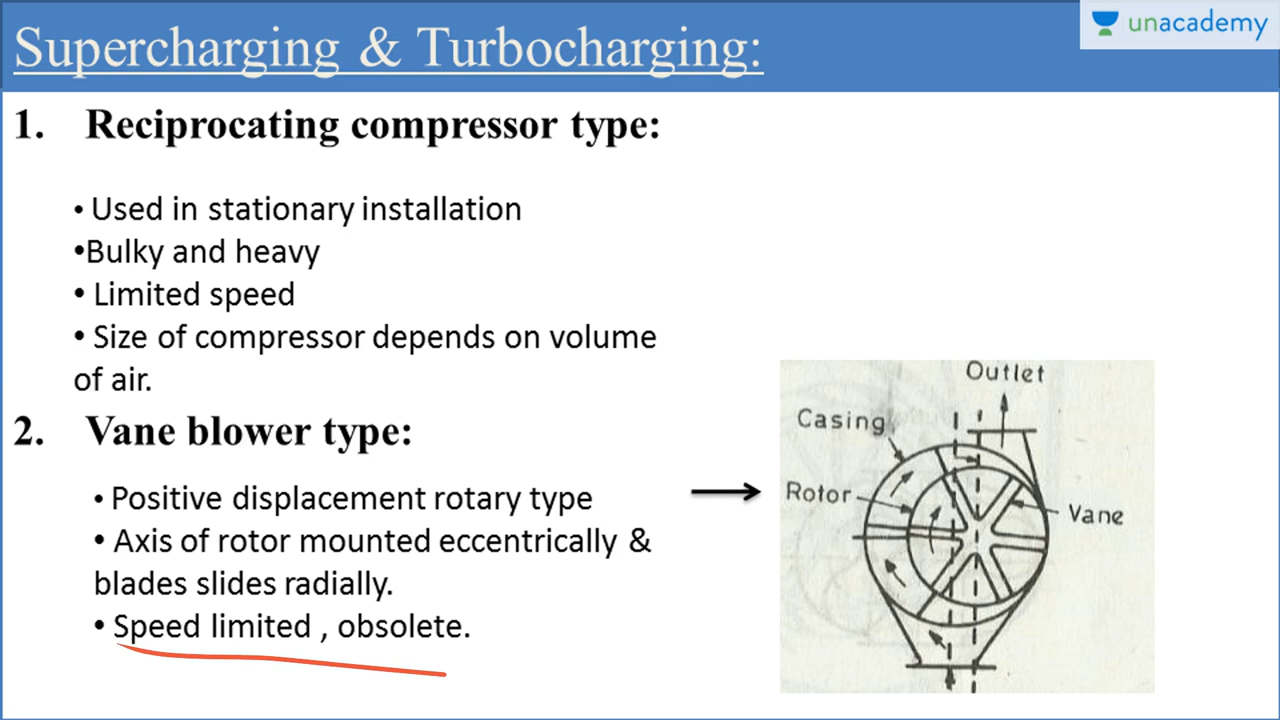 Supercharging & Turbocharging:
unacademy
1. Reciprocating compressor type:
• Used in stationary installation
•Bulky and heavy
• Limited speed
• Size of compressor depends on volume
of air.
2. Vane blower type:
• Positive displacement rotary type
• Axis of rotor mounted eccentrically &
blades slides radially.
• Speed limited , obsolete.
Outlet
Casing
Rotor
Vane